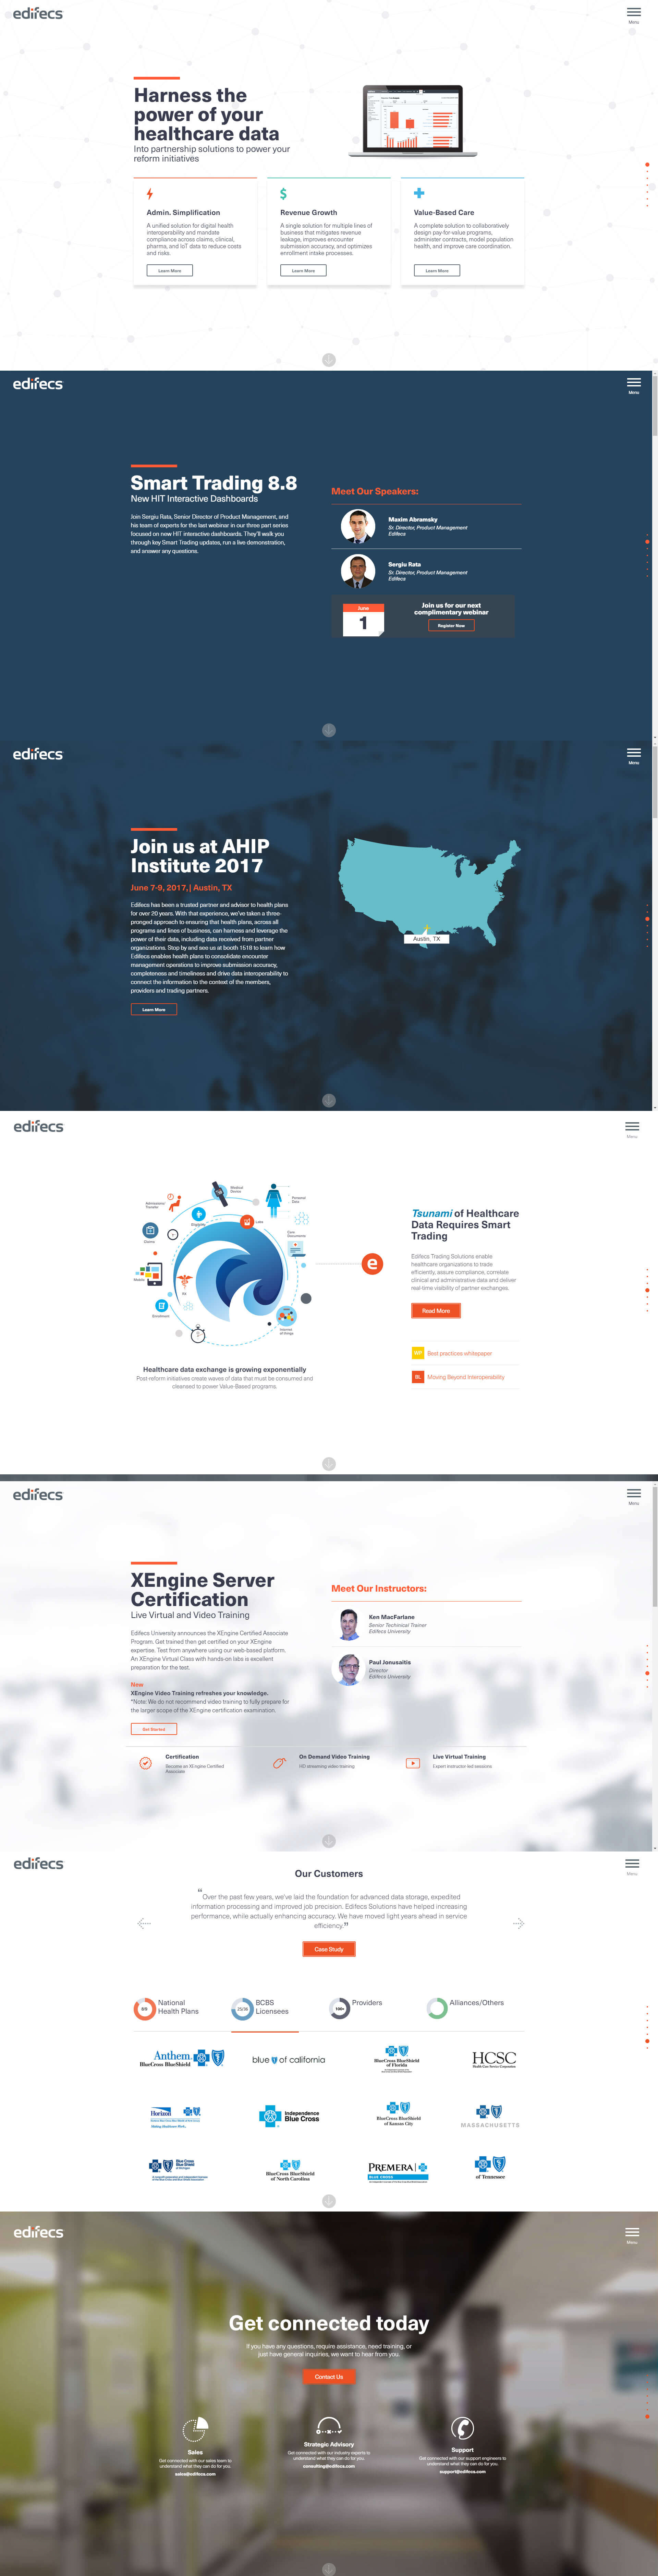 edifecs
Menu
Harness the
power of your
healthcare data
Into partnership solutions to power your
reform initiatives
Admin. Simplification
A unified solution for digital health
interoperability and mandate
compliance across claims, clinical,
pharma, and IoT data to reduce costs
and risks.
Learn More
$
Revenue Growth
A single solution for multiple lines of
business that mitigates revenue
leakage, improves encounter
submission accuracy, and optimizes
enrollment intake processes.
Learn More
Value-Based Care
A complete solution to collaboratively
design pay-for-value programs,
administer contracts, model population
health, and improve care coordination.
Learn More
edifecs
Menu
Smart Trading 8.8
New HIT Interactive Dashboards
Join Sergiu Rata, Senior Director of Product Management, and
his team of experts for the last webinar in our three part series
focused on new HIT interactive dashboards. They'll walk you
through key Smart Trading updates, run a live demonstration,
and answer any questions.
Meet Our Speakers:
Maxim Abramsky
Sr. Director, Product Management
Edifecs
Sergiu Rata
Sr. Director, Product Management
Edifecs
June
1
Join us for our next
complimentary webinar
Register Now
edifecs
Menu
Join us at AHIP
Institute 2017
June 7-9, 2017, | Austin, TX
Edifecs has been a trusted partner and advisor to health plans
for over 20 years. With that experience, we've taken a three-
pronged approach to ensuring that health plans, across all
programs and lines of business, can harness and leverage the
power of their data, including data received from partner
organizations. Stop by and see us at booth 1518 to learn how
Edifecs enables health plans to consolidate encounter
management operations to improve submission accuracy,
completeness and timeliness and drive data interoperability to
connect the information to the context of the members,
providers and trading partners.
Learn More
Austin, TX
edifecs
Menu
Medical
Device
Personal
Data
Admissions/
Transfer
Eligibility
Labs
Care
Documents
Claims
Mobile
RX
Enrollment
Internet
of things
e
Healthcare data exchange is growing exponentially
Post-reform initiatives create waves of data that must be consumed and
cleansed to power Value-Based programs.
Tsunami of Healthcare
Data Requires Smart
Trading
Edifecs Trading Solutions enable
healthcare organizations to trade
efficiently, assure compliance, correlate
clinical and administrative data and deliver
real-time visibility of partner exchanges.
Read More
WP
Best practices whitepaper
BL
Moving Beyond Interoperability
edifecs
Menu
XEngine Server
Certification
Live Virtual and Video Training
Edifecs University announces the XEngine Certified Associate
Program. Get trained then get certified on your XEngine
expertise. Test from anywhere using our web-based platform.
An XEngine Virtual Class with hands-on labs is excellent
preparation for the test.
New
XEngine Video Training refreshes your knowledge.
*Note: We do not recommend video training to fully prepare for
the larger scope of the XEngine certification examination.
Get Started
Meet Our Instructors:
Ken MacFarlane
Senior Technical Trainer
Edifecs University
Paul Jonusaitis
Director
Edifecs University
Certification
Become an XEngine Certified
Associate
On Demand Video Training
HD streaming video training
Live Virtual Training
Expert instructor-led sessions
edifecs
Menu
Our Customers
“Over the past few years, we've laid the foundation for advanced data storage, expedited
information processing and improved job precision. Edifecs Solutions have helped increasing
performance, while actually enhancing accuracy. We have moved light years ahead in service
efficiency.”
Case Study
National
Health Plans
25/36
BCBS
Licensees
100+
Providers
Alliances/Others
Anthem
BlueCross BlueShield
blue of california
BlueCross BlueShield
of Florida
HCSC
Health Care Service Corporation
Horizon
Making Healthcare Work.
Independence
Blue Cross
BlueCross BlueShield
of Kansas City
MASSACHUSETTS
Blue Cross
Blue Shield
of Michigan
BlueCross BlueShield
of North Carolina
PREMERA
BLUE CROSS
of Tennessee
edifecs
Menu
Get connected today
If you have any questions, require assistance, need training, or
just have general inquiries, we want to hear from you.
Contact Us
Sales
Get connected with our sales team to
understand what they can do for you.
sales@edifecs.com
Strategic Advisory
Get connected with our industry experts to
understand what they can do for you.
consulting@edifecs.com
Support
Get connected with our support engineers to
understand what they can do for you.
support@edifecs.com